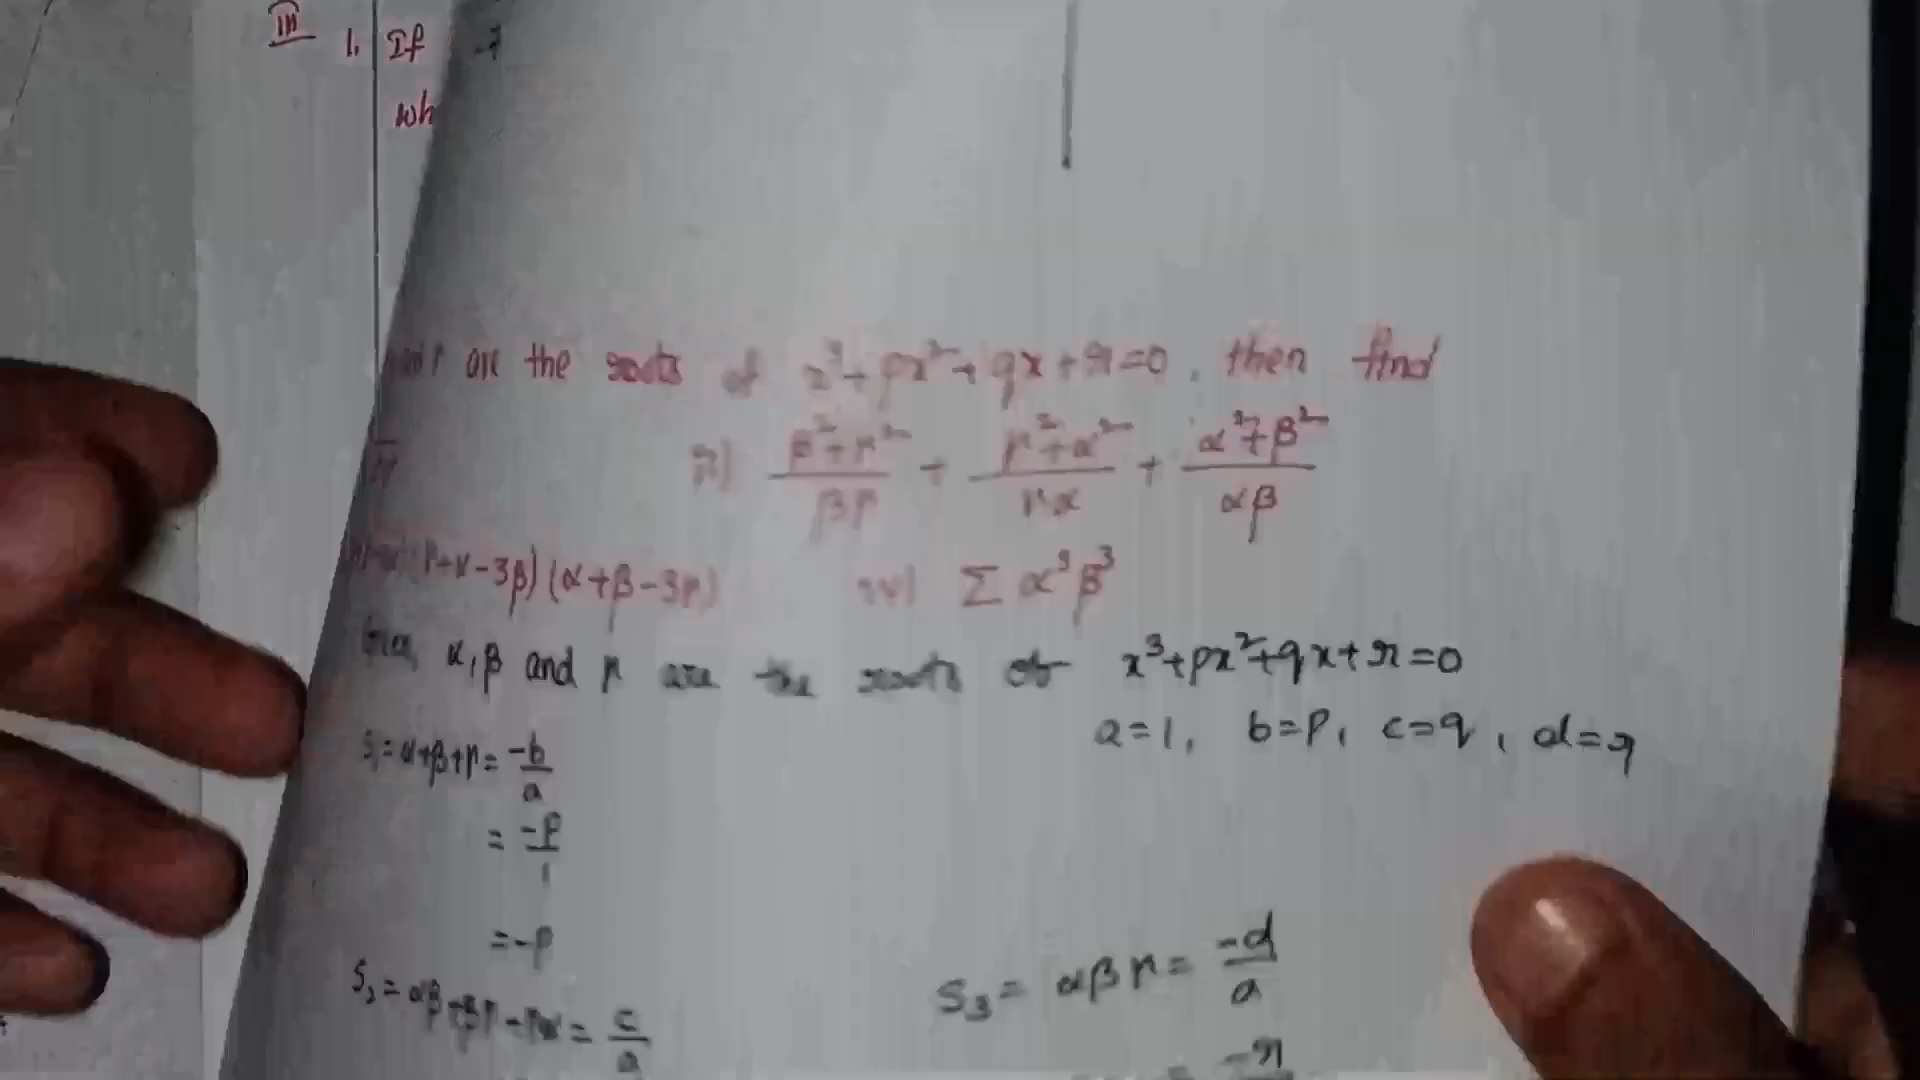 III 1. If
Wh
are the roots of x³+px²+qx+r=0, then find
ii) β²+γ²/βγ + γ²+α²/γα + α²+β²/αβ
(γ+α-3β)(α+β-3γ) iv) Σα³β³
α,β and γ are the roots of x³+px²+qx+r=0
a=1, b=p, c=q, d=r
S₁=α+β+γ= -b/a
= -p/1
=-p
S₂=αβ+βγ+γα= c/a
S₃= αβγ= -d/a
-r